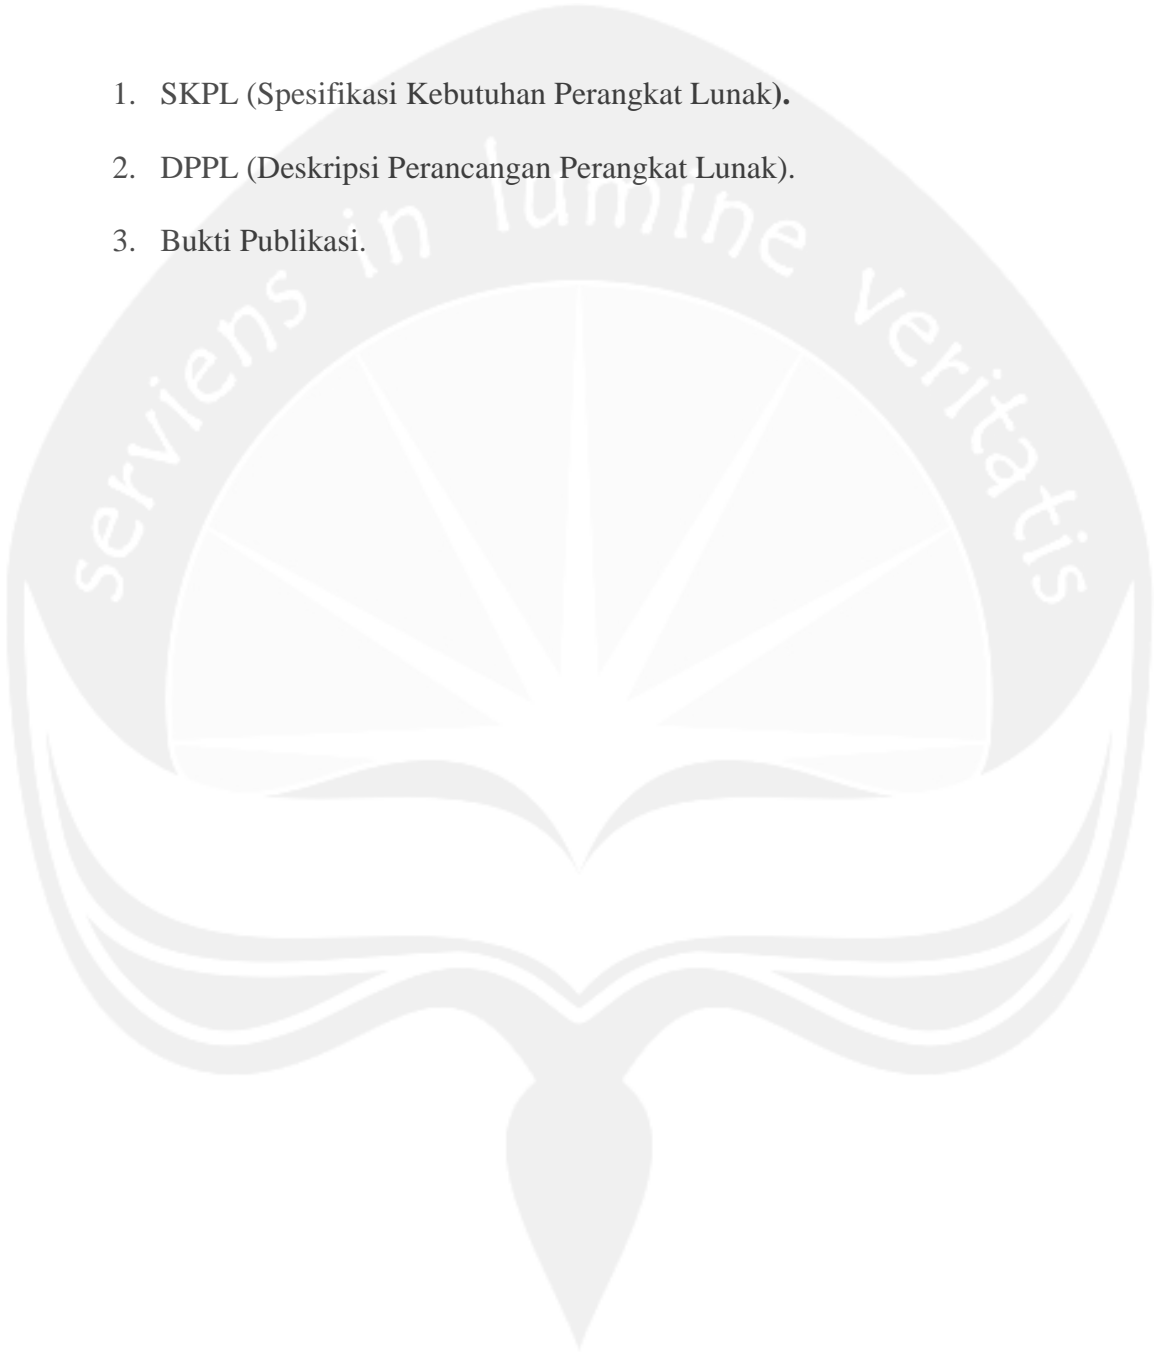 1. SKPL (Spesifikasi Kebutuhan Perangkat Lunak).
2. DPPL (Deskripsi Perancangan Perangkat Lunak).
3. Bukti Publikasi.
serviens in lumine veritatis